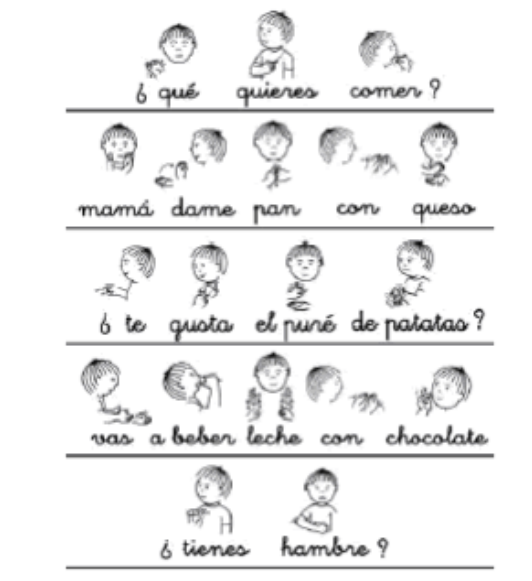 ¿ qué quieres comer ?
mamá dame pan con queso
¿ te gusta el puré de patatas ?
vas a beber leche con chocolate
¿ tienes hambre ?